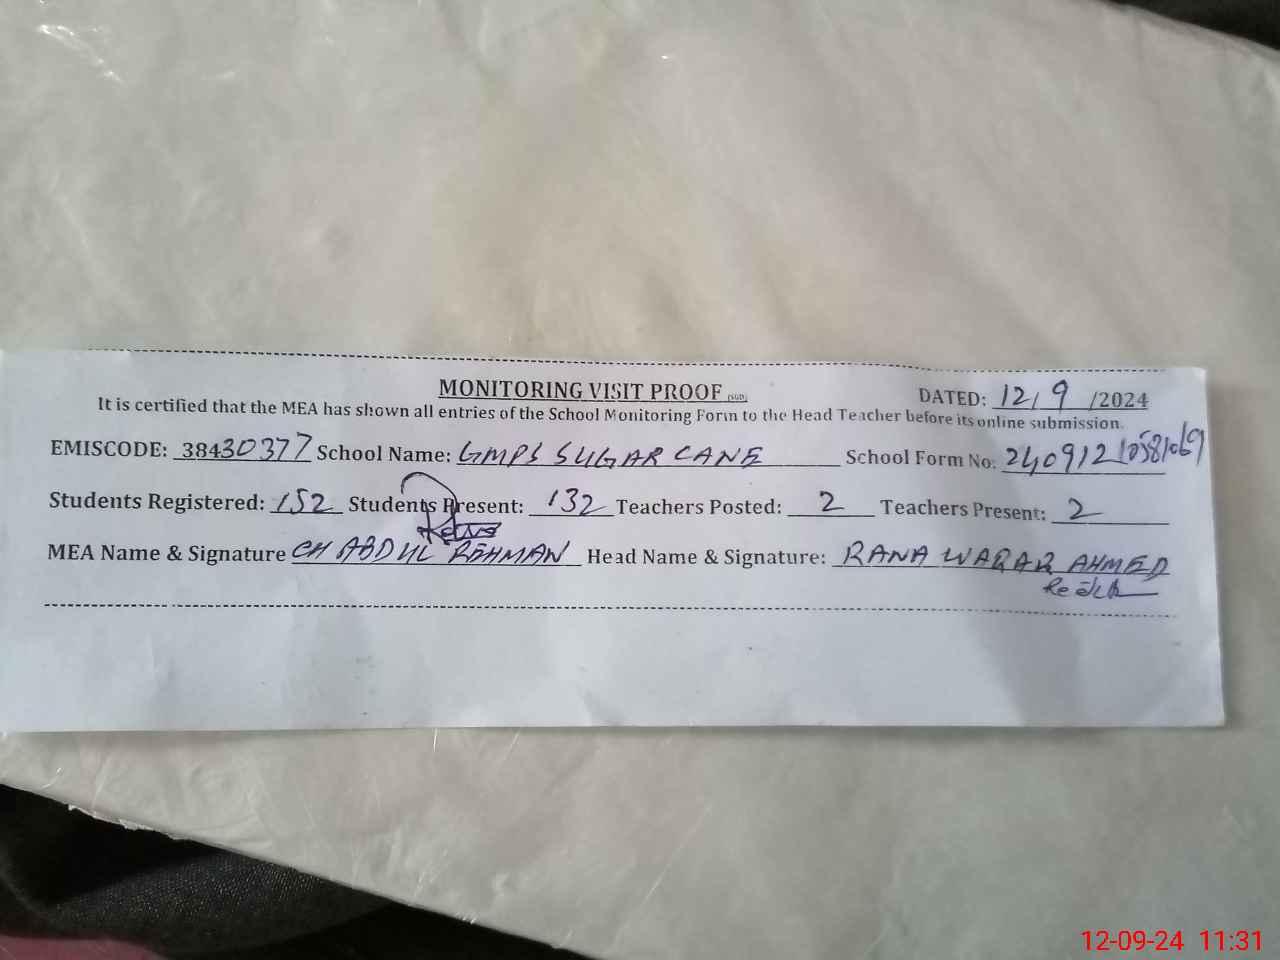 MONITORING VISIT PROOF (SGD)
DATED: 12/9/2024
It is certified that the MEA has shown all entries of the School Monitoring Form to the Head Teacher before its online submission.
EMISCODE: 38430377 School Name: GMPS SUGAR CANE School Form No: 24091210581069
Students Registered: 152 Students Present: 132 Teachers Posted: 2 Teachers Present: 2
MEA Name & Signature CH ABDUL REHMAN Head Name & Signature: RANA WAQAR AHMED
12-09-24 11:31